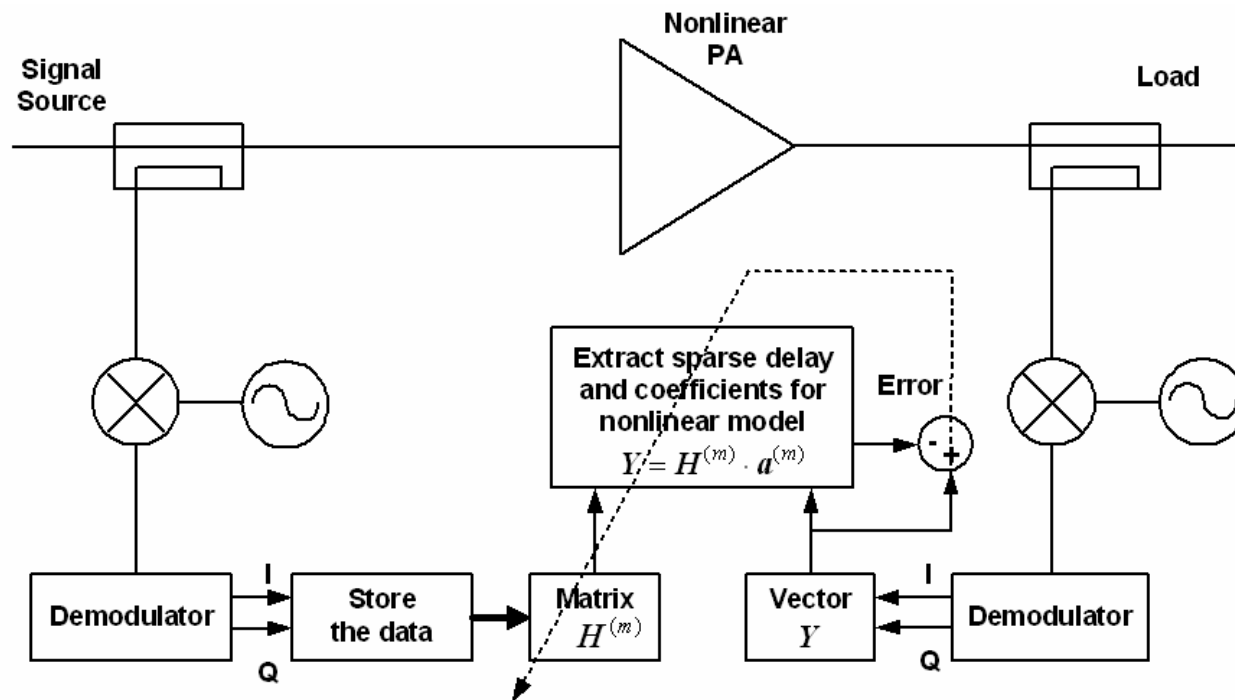 Nonlinear
PA
Signal
Source
Load
Extract sparse delay
and coefficients for
nonlinear model
Y = H^(m) · a^(m)
Error
-
+
I
Demodulator
Q
Store
the data
Matrix
H^(m)
Vector
Y
I
Q
Demodulator